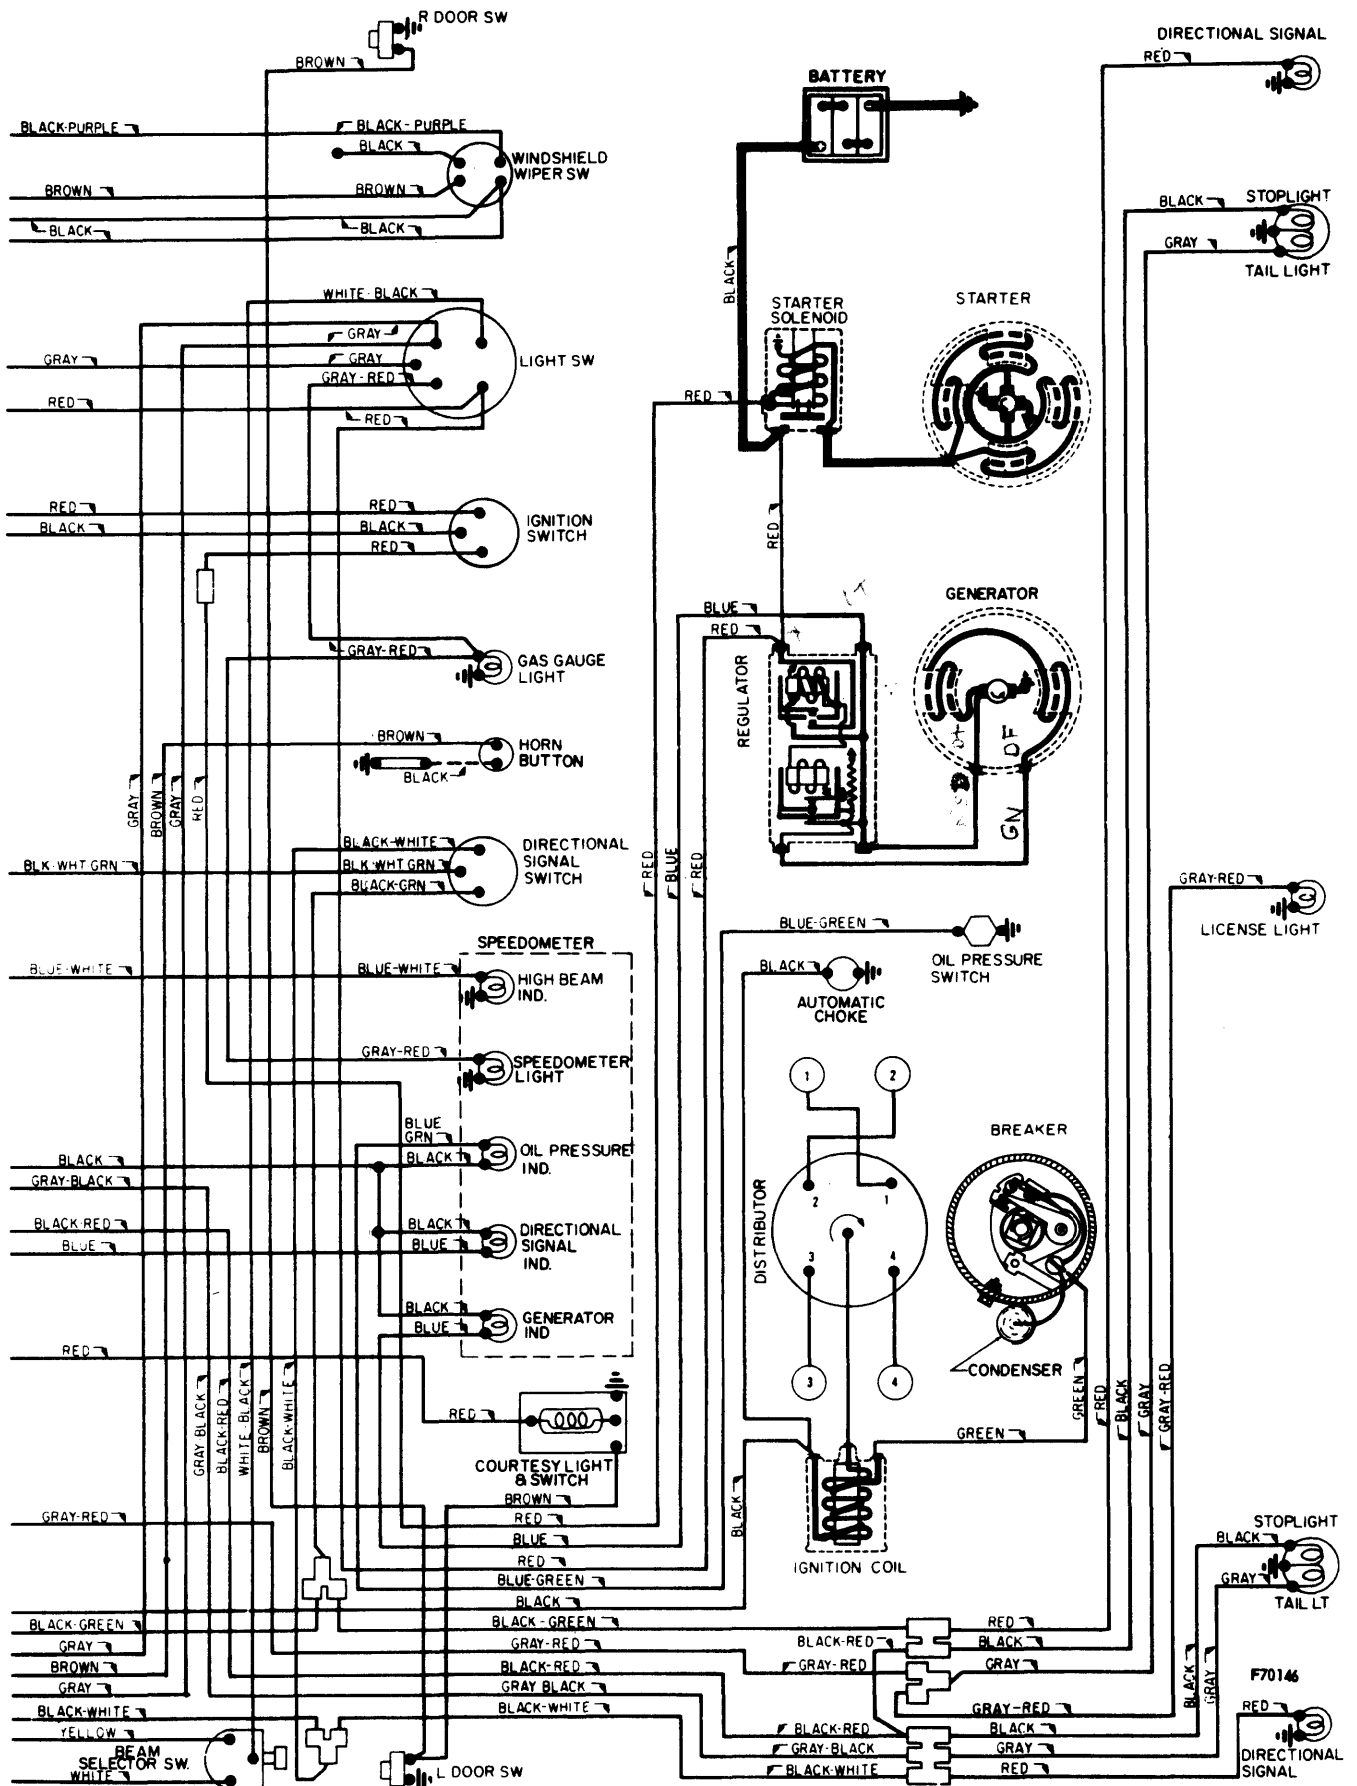 R DOOR SW
BROWN
DIRECTIONAL SIGNAL
RED
BATTERY
BLACK-PURPLE
BLACK-PURPLE
BLACK
WINDSHIELD
WIPER SW
BROWN
BROWN
BLACK
BLACK
BLACK
STOPLIGHT
GRAY
TAIL LIGHT
BLACK
WHITE-BLACK
GRAY
GRAY
GRAY
GRAY-RED
LIGHT SW
RED
RED
STARTER
SOLENOID
STARTER
RED
RED
RED
BLACK
BLACK
RED
IGNITION
SWITCH
RED
GENERATOR
BLUE
RED
GRAY-RED
GAS GAUGE
LIGHT
REGULATOR
BROWN
HORN
BUTTON
BLACK
D+
DF
GN
GRAY
BROWN
GRAY
RED
BLACK-WHITE
DIRECTIONAL
SIGNAL
SWITCH
BLK-WHT GRN
BLK-WHT GRN
BLACK-GRN
RED
BLUE
RED
GRAY-RED
LICENSE LIGHT
BLUE-GREEN
OIL PRESSURE
SWITCH
SPEEDOMETER
BLUE-WHITE
BLUE-WHITE
HIGH BEAM
IND.
BLACK
AUTOMATIC
CHOKE
GRAY-RED
SPEEDOMETER
LIGHT
1
2
BREAKER
BLUE
GRN
BLACK
OIL PRESSURE
IND.
BLACK
GRAY-BLACK
DISTRIBUTOR
2
1
3
4
BLACK-RED
BLUE
BLACK
BLUE
DIRECTIONAL
SIGNAL
IND.
BLACK
BLUE
GENERATOR
IND
RED
3
4
CONDENSER
GRAY BLACK
BLACK-RED
WHITE-BLACK
BROWN
BLACK-WHITE
RED
GREEN
RED
BLACK
GRAY
GRAY-RED
GREEN
COURTESY LIGHT
& SWITCH
BROWN
GRAY-RED
RED
BLACK
BLUE
RED
BLUE-GREEN
BLACK
IGNITION COIL
STOPLIGHT
BLACK
GRAY
TAIL LT
BLACK-GREEN
BLACK-GREEN
RED
GRAY
GRAY-RED
BLACK-RED
BLACK
BROWN
BLACK-RED
GRAY-RED
GRAY
BLACK
GRAY
F70146
GRAY
GRAY BLACK
GRAY-RED
BLACK-WHITE
BLACK-WHITE
RED
YELLOW
BLACK-RED
BLACK
BEAM
SELECTOR SW.
GRAY-BLACK
GRAY
DIRECTIONAL
SIGNAL
WHITE
L DOOR SW
BLACK-WHITE
RED